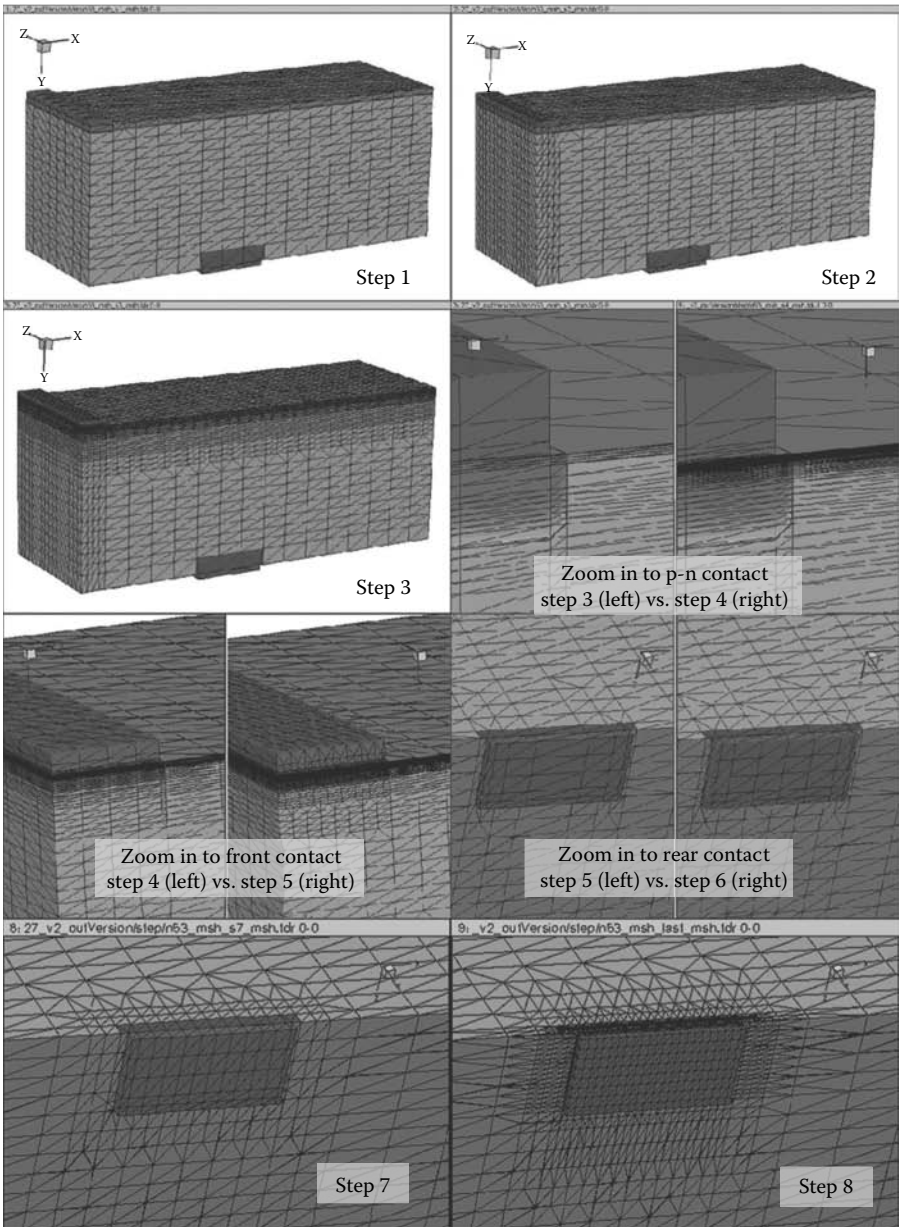 Z
X
Y
Step 1
Z
X
Y
Step 2
Z
X
Y
Step 3
Zoom in to p-n contact
step 3 (left) vs. step 4 (right)
Zoom in to front contact
step 4 (left) vs. step 5 (right)
Zoom in to rear contact
step 5 (left) vs. step 6 (right)
8: 27_v2_outVersion/step/n53_msh_s7_msh.tdr 0-0
Step 7
9: _v2_outVersion/step/n53_msh_last_msh.tdr 0-0
Step 8